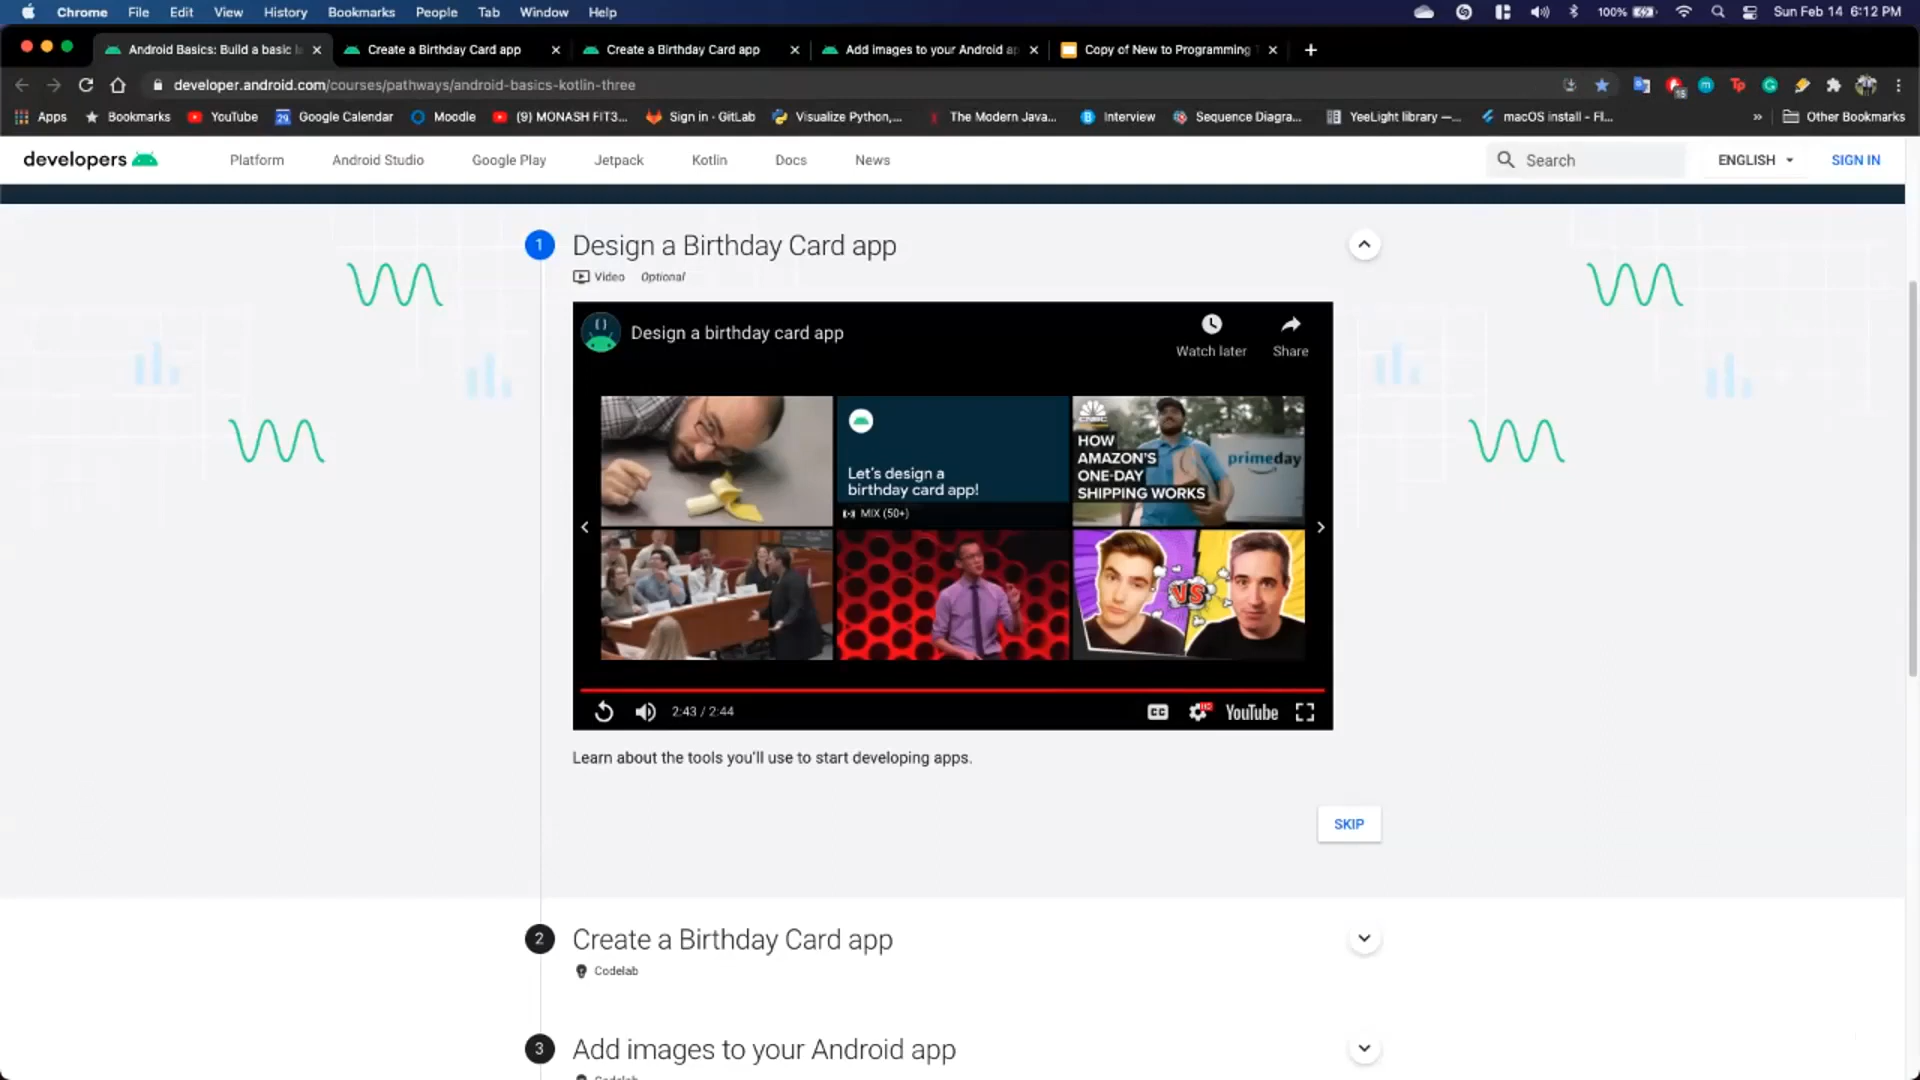 Chrome File Edit View History Bookmarks People Tab Window Help 100% Sun Feb 14 6:12 PM
Android Basics: Build a basic Create a Birthday Card app Create a Birthday Card app Add images to your Android ap Copy of New to Programming
developer.android.com/courses/pathways/android-basics-kotlin-three
Apps Bookmarks YouTube Google Calendar Moodle (9) MONASH FIT3... Sign in · GitLab Visualize Python,... The Modern Java... Interview Sequence Diagra... YeeLight library —... macOS install - Fl... » Other Bookmarks
developers Platform Android Studio Google Play Jetpack Kotlin Docs News Search ENGLISH SIGN IN
1 Design a Birthday Card app
Video Optional
Design a birthday card app
Watch later Share
Let's design a
birthday card app!
MIX (50+)
CNBC
HOW
AMAZON'S
ONE-DAY
SHIPPING WORKS
primeday
VS
2:43 / 2:44 CC HD YouTube
Learn about the tools you'll use to start developing apps.
SKIP
2 Create a Birthday Card app
Codelab
3 Add images to your Android app
Codelab